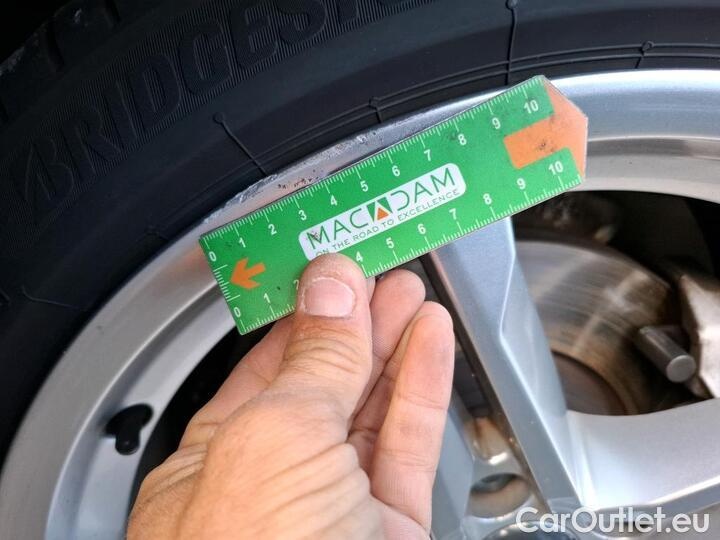 BRIDGESTONE
0 1 2 3 4 5 6 7 8 9 10
MACADAM
ON THE ROAD TO EXCELLENCE
0 1 2 4 5 6 7 8 9 10
CarOutlet.eu